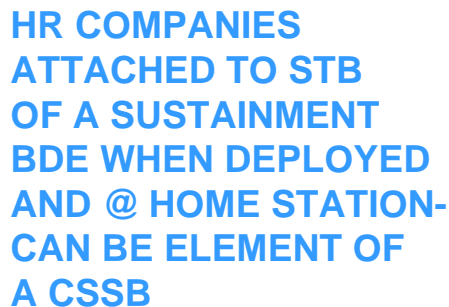 HR COMPANIES
ATTACHED TO STB
OF A SUSTAINMENT
BDE WHEN DEPLOYED
AND @ HOME STATION-
CAN BE ELEMENT OF
A CSSB